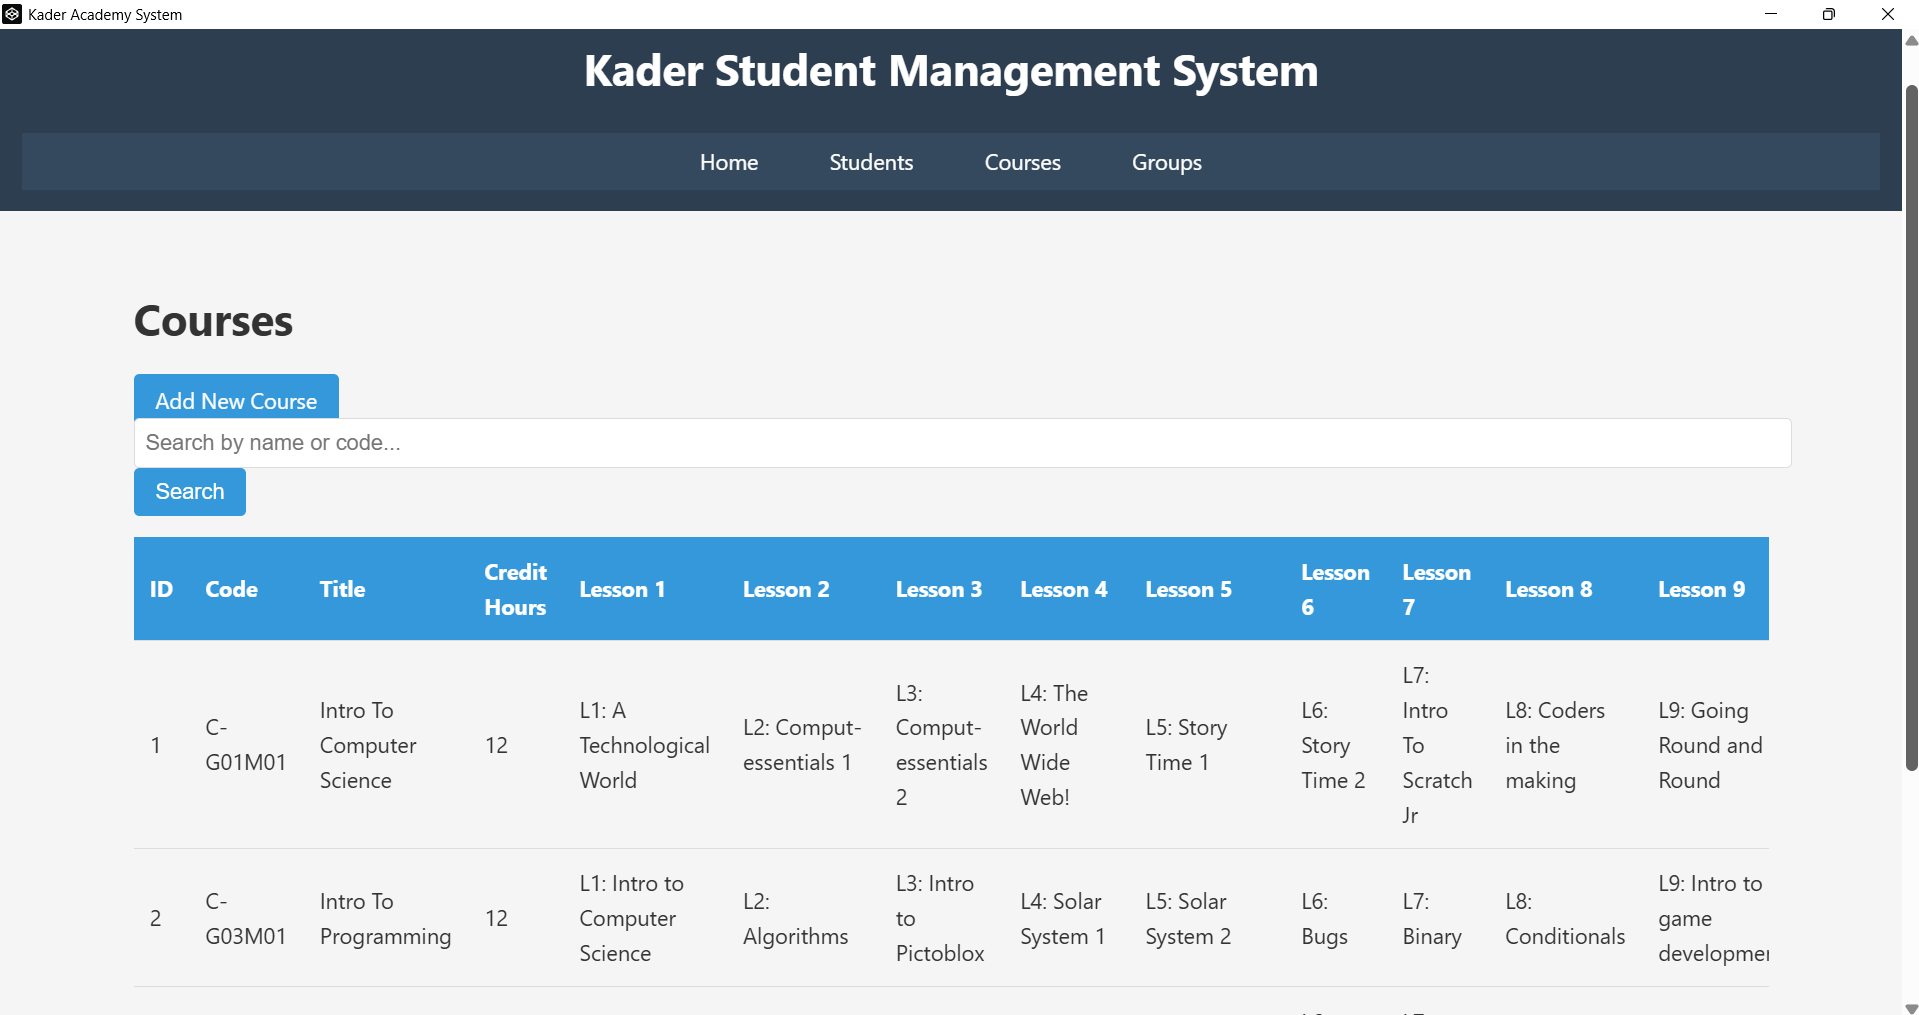 Kader Academy System
Kader Student Management System
Home Students Courses Groups
Courses
Add New Course
Search by name or code...
Search
ID Code Title Credit Hours Lesson 1 Lesson 2 Lesson 3 Lesson 4 Lesson 5 Lesson 6 Lesson 7 Lesson 8 Lesson 9
1 C-G01M01 Intro To Computer Science 12 L1: A Technological World L2: Comput-essentials 1 L3: Comput-essentials 2 L4: The World Wide Web! L5: Story Time 1 L6: Story Time 2 L7: Intro To Scratch Jr L8: Coders in the making L9: Going Round and Round
2 C-G03M01 Intro To Programming 12 L1: Intro to Computer Science L2: Algorithms L3: Intro to Pictoblox L4: Solar System 1 L5: Solar System 2 L6: Bugs L7: Binary L8: Conditionals L9: Intro to game developme